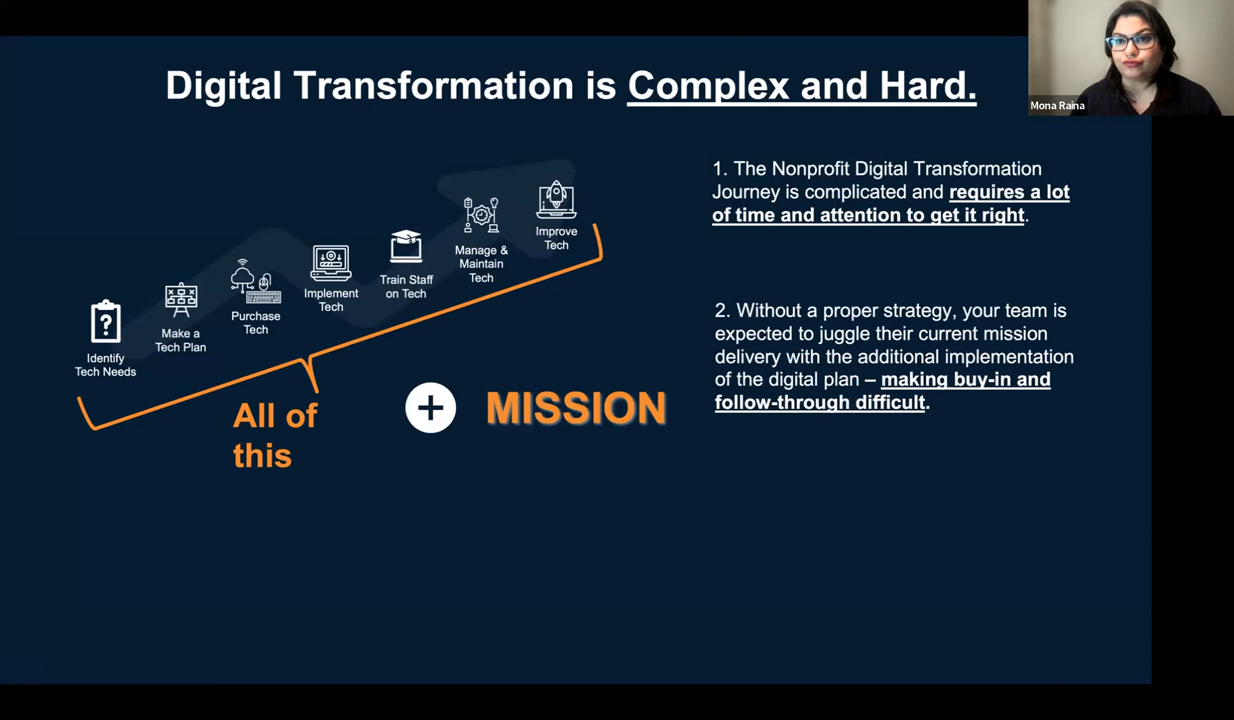 Digital Transformation is Complex and Hard.
Mona Raina
Identify
Tech Needs
Make a
Tech Plan
Purchase
Tech
Implement
Tech
Train Staff
on Tech
Manage &
Maintain
Tech
Improve
Tech
All of
this
+
MISSION
1. The Nonprofit Digital Transformation
Journey is complicated and requires a lot
of time and attention to get it right.
2. Without a proper strategy, your team is
expected to juggle their current mission
delivery with the additional implementation
of the digital plan – making buy-in and
follow-through difficult.